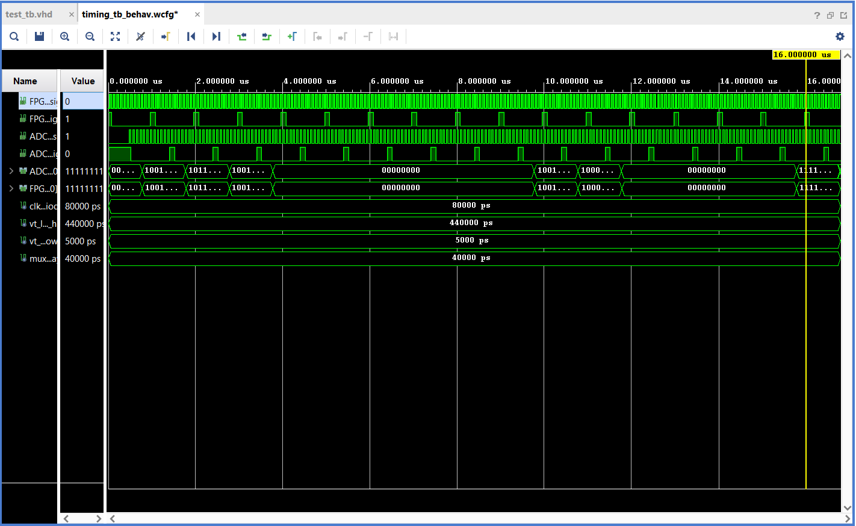 test_tb.vhd × timing_tb_behav.wcfg* ×
16.000000 us
Name Value
0.000000 us 2.000000 us 4.000000 us 6.000000 us 8.000000 us 10.000000 us 12.000000 us 14.000000 us 16.00000
FPG...si 0
FPG...ig 1
ADC...s 1
ADC...ig 0
ADC...0 11111111 00... 1001... 1011... 1001... 00000000 1001... 1000... 00000000 1111...
FPG...0] 11111111 00... 1001... 1011... 1001... 00000000 1001... 1000... 00000000 1111...
clk...ioc 80000 ps 80000 ps
vt_l..._h 440000 ps 440000 ps
vt_...ow 5000 ps 5000 ps
mux...a 40000 ps 40000 ps